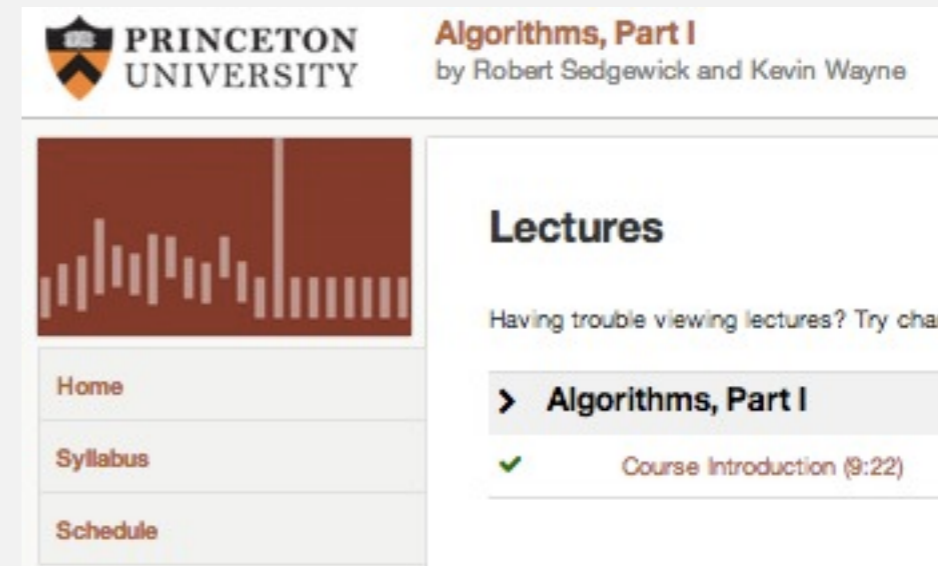 PRINCETON
UNIVERSITY
Algorithms, Part I
by Robert Sedgewick and Kevin Wayne
Lectures
Having trouble viewing lectures? Try
Algorithms, Part I
Course Introduction (9:22)
Home
Syllabus
Schedule